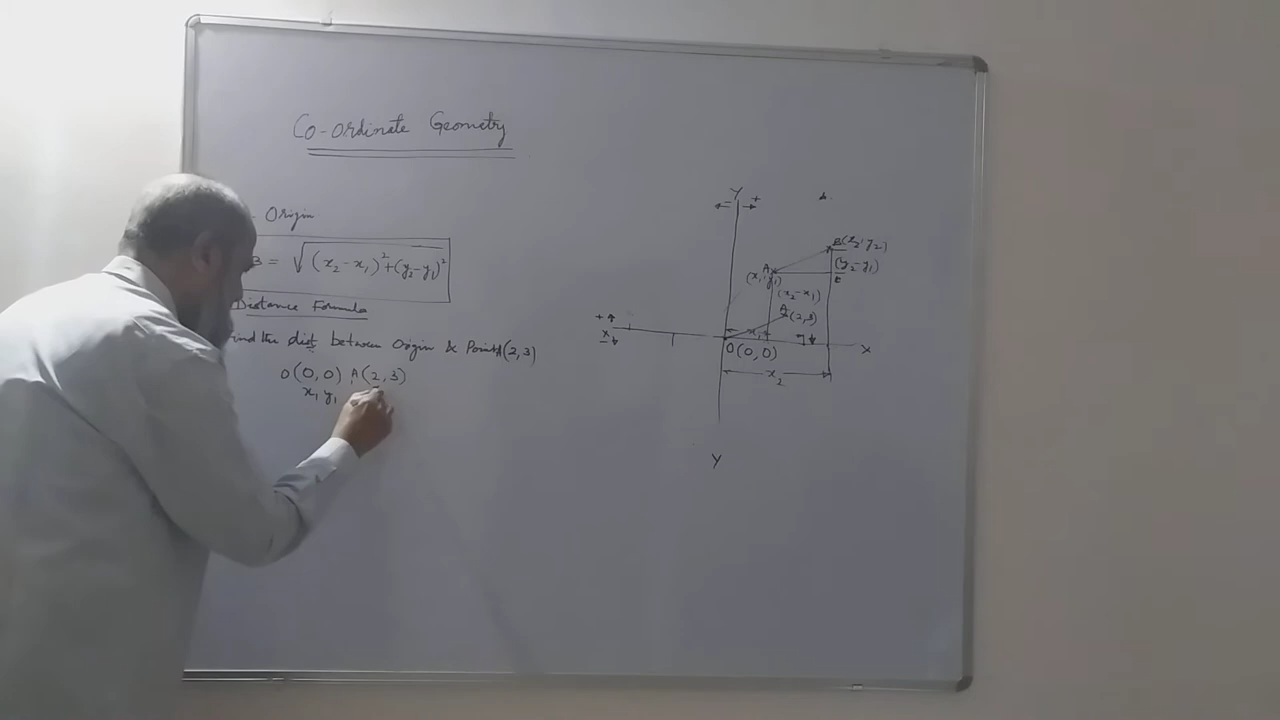 Co-ordinate Geometry
Origin
= √(x₂-x₁)²+(y₂-y₁)²
Distance Formula
the dist between Origin & Point A(2,3)
O(0,0) A(2,3)
x₁ y₁
Y
+
B(x₂,y₂)
(y₂-y₁)
E
A
(x₁,y₁)
(x₂-x₁)
A(2,3)
+
X
x₁
O(0,0)
X
x₂
Y